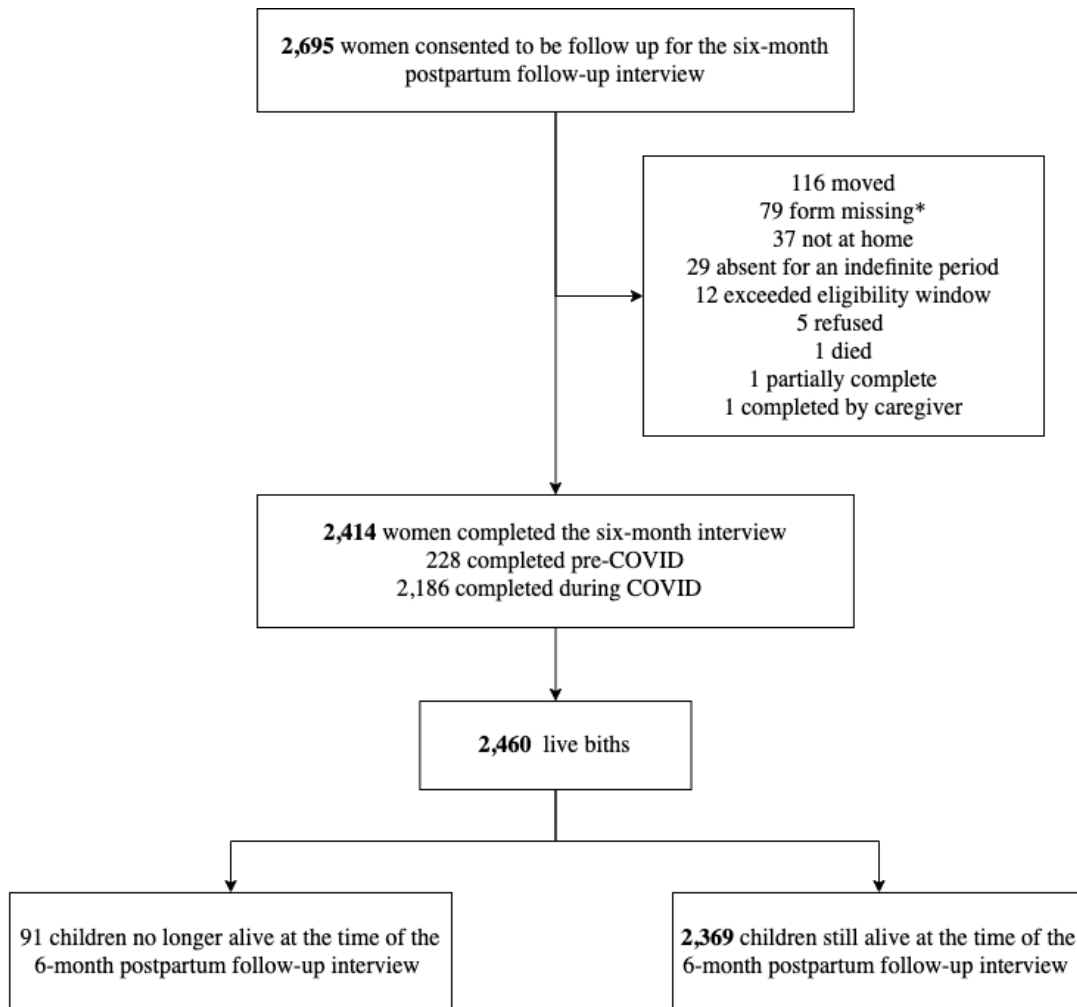 2,695 women consented to be follow up for the six-month
postpartum follow-up interview
116 moved
79 form missing*
37 not at home
29 absent for an indefinite period
12 exceeded eligibility window
5 refused
1 died
1 partially complete
1 completed by caregiver
2,414 women completed the six-month interview
228 completed pre-COVID
2,186 completed during COVID
2,460 live biths
91 children no longer alive at the time of the
6-month postpartum follow-up interview
2,369 children still alive at the time of the
6-month postpartum follow-up interview